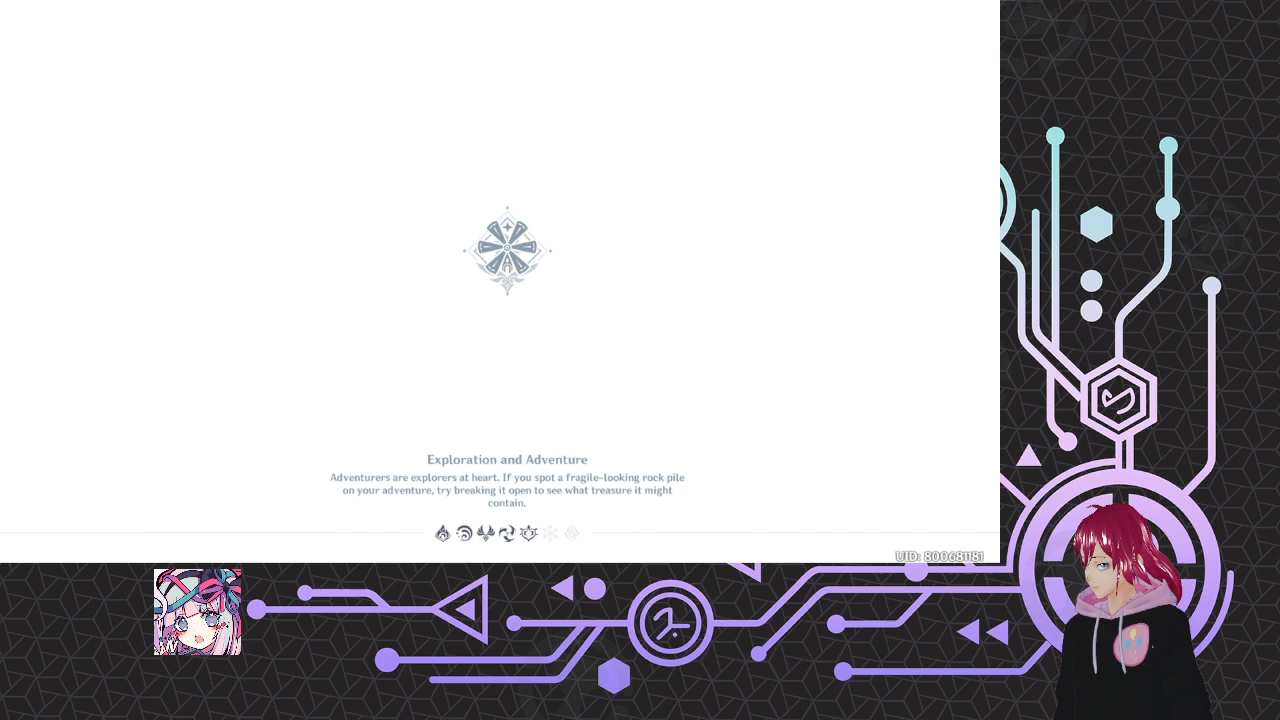 Exploration and Adventure
Adventurers are explorers at heart. If you spot a fragile-looking rock pile
on your adventure, try breaking it open to see what treasure it might
contain.
UID: 800681181